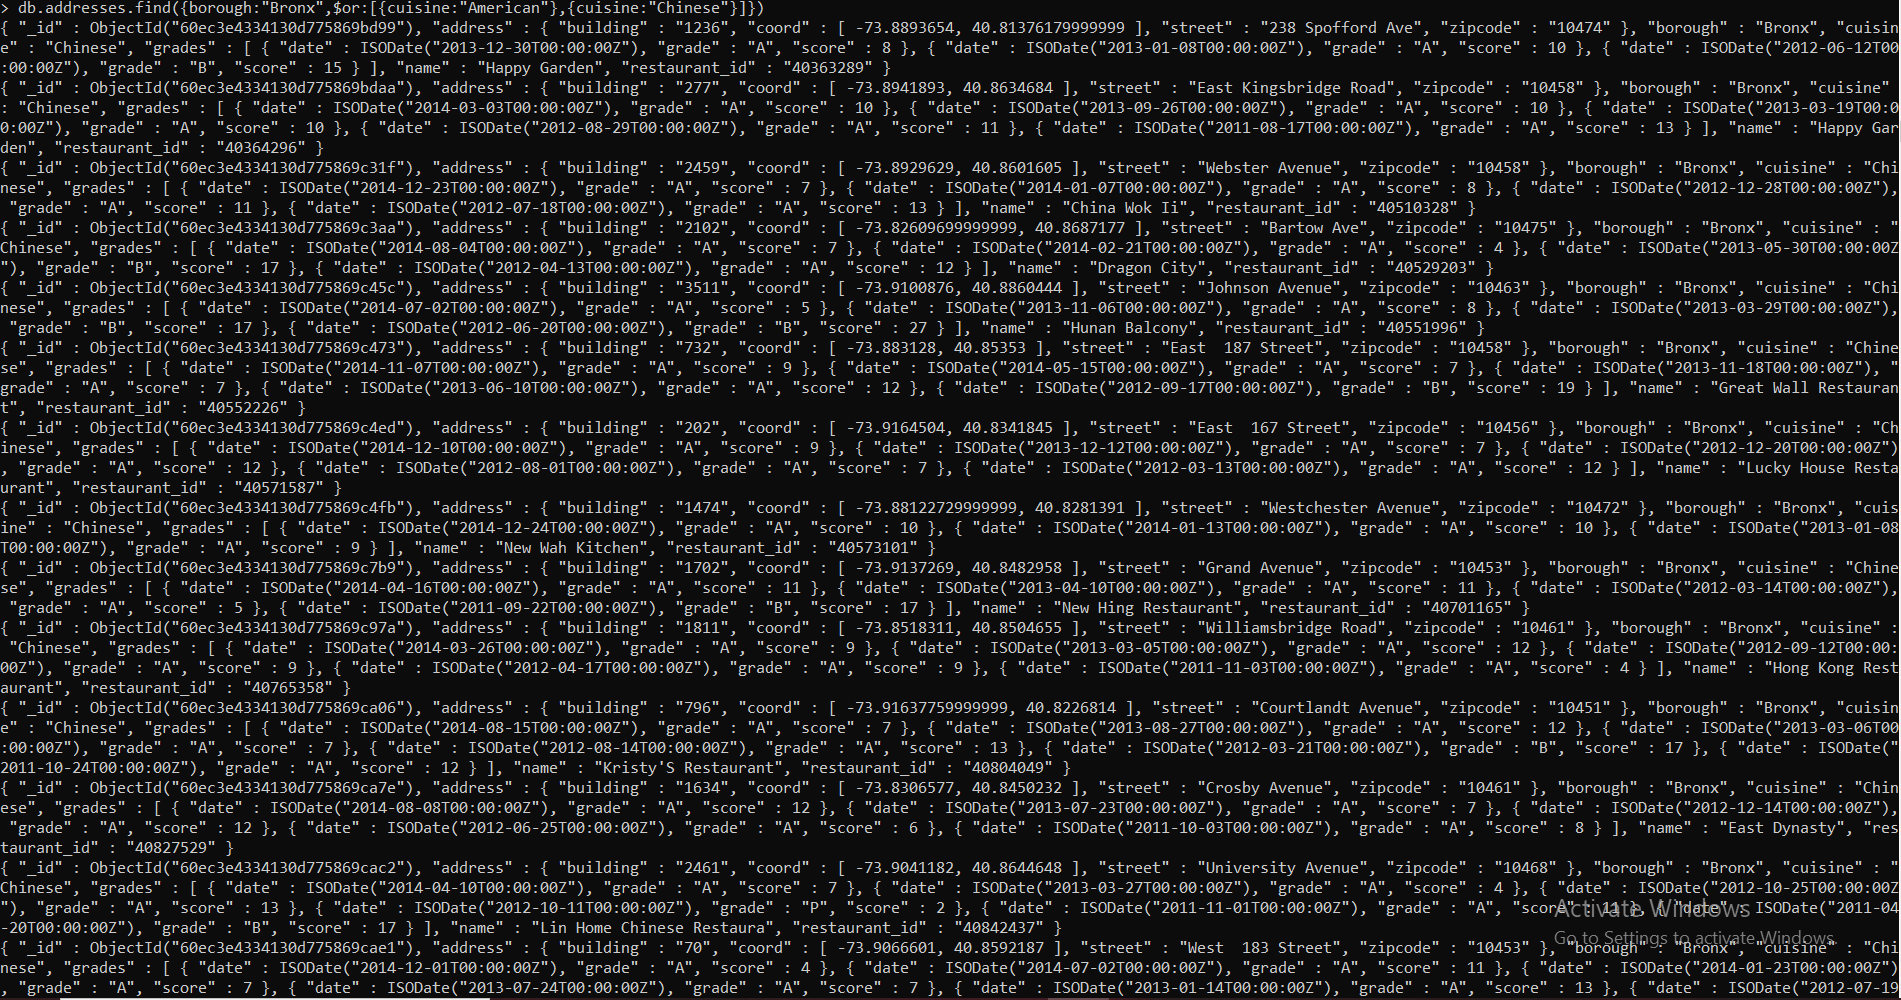 > db.addresses.find({borough:"Bronx",$or:[{cuisine:"American"},{cuisine:"Chinese"}]})
{ "_id" : ObjectId("60ec3e4334130d775869bd99"), "address" : { "building" : "1236", "coord" : [ -73.8893654, 40.81376179999999 ], "street" : "238 Spofford Ave", "zipcode" : "10474" }, "borough" : "Bronx", "cuisin
e" : "Chinese", "grades" : [ { "date" : ISODate("2013-12-30T00:00:00Z"), "grade" : "A", "score" : 8 }, { "date" : ISODate("2013-01-08T00:00:00Z"), "grade" : "A", "score" : 10 }, { "date" : ISODate("2012-06-12T00
:00:00Z"), "grade" : "B", "score" : 15 } ], "name" : "Happy Garden", "restaurant_id" : "40363289" }
{ "_id" : ObjectId("60ec3e4334130d775869bdaa"), "address" : { "building" : "277", "coord" : [ -73.8941893, 40.8634684 ], "street" : "East Kingsbridge Road", "zipcode" : "10458" }, "borough" : "Bronx", "cuisine"
: "Chinese", "grades" : [ { "date" : ISODate("2014-03-03T00:00:00Z"), "grade" : "A", "score" : 10 }, { "date" : ISODate("2013-09-26T00:00:00Z"), "grade" : "A", "score" : 10 }, { "date" : ISODate("2013-03-19T00:0
0:00Z"), "grade" : "A", "score" : 10 }, { "date" : ISODate("2012-08-29T00:00:00Z"), "grade" : "A", "score" : 11 }, { "date" : ISODate("2011-08-17T00:00:00Z"), "grade" : "A", "score" : 13 } ], "name" : "Happy Gar
den", "restaurant_id" : "40364296" }
{ "_id" : ObjectId("60ec3e4334130d775869c31f"), "address" : { "building" : "2459", "coord" : [ -73.8929629, 40.8601605 ], "street" : "Webster Avenue", "zipcode" : "10458" }, "borough" : "Bronx", "cuisine" : "Chi
nese", "grades" : [ { "date" : ISODate("2014-12-23T00:00:00Z"), "grade" : "A", "score" : 7 }, { "date" : ISODate("2014-01-07T00:00:00Z"), "grade" : "A", "score" : 8 }, { "date" : ISODate("2012-12-28T00:00:00Z"),
"grade" : "A", "score" : 11 }, { "date" : ISODate("2012-07-18T00:00:00Z"), "grade" : "A", "score" : 13 } ], "name" : "China Wok Ii", "restaurant_id" : "40510328" }
{ "_id" : ObjectId("60ec3e4334130d775869c3aa"), "address" : { "building" : "2102", "coord" : [ -73.82609699999999, 40.8687177 ], "street" : "Bartow Ave", "zipcode" : "10475" }, "borough" : "Bronx", "cuisine" : "
Chinese", "grades" : [ { "date" : ISODate("2014-08-04T00:00:00Z"), "grade" : "A", "score" : 7 }, { "date" : ISODate("2014-02-21T00:00:00Z"), "grade" : "A", "score" : 4 }, { "date" : ISODate("2013-05-30T00:00:00Z
"), "grade" : "B", "score" : 17 }, { "date" : ISODate("2012-04-13T00:00:00Z"), "grade" : "A", "score" : 12 } ], "name" : "Dragon City", "restaurant_id" : "40529203" }
{ "_id" : ObjectId("60ec3e4334130d775869c45c"), "address" : { "building" : "3511", "coord" : [ -73.9100876, 40.8860444 ], "street" : "Johnson Avenue", "zipcode" : "10463" }, "borough" : "Bronx", "cuisine" : "Chi
nese", "grades" : [ { "date" : ISODate("2014-07-02T00:00:00Z"), "grade" : "A", "score" : 5 }, { "date" : ISODate("2013-11-06T00:00:00Z"), "grade" : "A", "score" : 8 }, { "date" : ISODate("2013-03-29T00:00:00Z"),
"grade" : "B", "score" : 17 }, { "date" : ISODate("2012-06-20T00:00:00Z"), "grade" : "B", "score" : 27 } ], "name" : "Hunan Balcony", "restaurant_id" : "40551996" }
{ "_id" : ObjectId("60ec3e4334130d775869c473"), "address" : { "building" : "732", "coord" : [ -73.883128, 40.85353 ], "street" : "East  187 Street", "zipcode" : "10458" }, "borough" : "Bronx", "cuisine" : "Chine
se", "grades" : [ { "date" : ISODate("2014-11-07T00:00:00Z"), "grade" : "A", "score" : 9 }, { "date" : ISODate("2014-05-15T00:00:00Z"), "grade" : "A", "score" : 7 }, { "date" : ISODate("2013-11-18T00:00:00Z"), "
grade" : "A", "score" : 7 }, { "date" : ISODate("2013-06-10T00:00:00Z"), "grade" : "A", "score" : 12 }, { "date" : ISODate("2012-09-17T00:00:00Z"), "grade" : "B", "score" : 19 } ], "name" : "Great Wall Restauran
t", "restaurant_id" : "40552226" }
{ "_id" : ObjectId("60ec3e4334130d775869c4ed"), "address" : { "building" : "202", "coord" : [ -73.9164504, 40.8341845 ], "street" : "East  167 Street", "zipcode" : "10456" }, "borough" : "Bronx", "cuisine" : "Ch
inese", "grades" : [ { "date" : ISODate("2014-12-10T00:00:00Z"), "grade" : "A", "score" : 9 }, { "date" : ISODate("2013-12-12T00:00:00Z"), "grade" : "A", "score" : 7 }, { "date" : ISODate("2012-12-20T00:00:00Z")
, "grade" : "A", "score" : 12 }, { "date" : ISODate("2012-08-01T00:00:00Z"), "grade" : "A", "score" : 7 }, { "date" : ISODate("2012-03-13T00:00:00Z"), "grade" : "A", "score" : 12 } ], "name" : "Lucky House Resta
urant", "restaurant_id" : "40571587" }
{ "_id" : ObjectId("60ec3e4334130d775869c4fb"), "address" : { "building" : "1474", "coord" : [ -73.88122729999999, 40.8281391 ], "street" : "Westchester Avenue", "zipcode" : "10472" }, "borough" : "Bronx", "cuis
ine" : "Chinese", "grades" : [ { "date" : ISODate("2014-12-24T00:00:00Z"), "grade" : "A", "score" : 10 }, { "date" : ISODate("2014-01-13T00:00:00Z"), "grade" : "A", "score" : 10 }, { "date" : ISODate("2013-01-08
T00:00:00Z"), "grade" : "A", "score" : 9 } ], "name" : "New Wah Kitchen", "restaurant_id" : "40573101" }
{ "_id" : ObjectId("60ec3e4334130d775869c7b9"), "address" : { "building" : "1702", "coord" : [ -73.9137269, 40.8482958 ], "street" : "Grand Avenue", "zipcode" : "10453" }, "borough" : "Bronx", "cuisine" : "Chine
se", "grades" : [ { "date" : ISODate("2014-04-16T00:00:00Z"), "grade" : "A", "score" : 11 }, { "date" : ISODate("2013-04-10T00:00:00Z"), "grade" : "A", "score" : 11 }, { "date" : ISODate("2012-03-14T00:00:00Z"),
"grade" : "A", "score" : 5 }, { "date" : ISODate("2011-09-22T00:00:00Z"), "grade" : "B", "score" : 17 } ], "name" : "New Hing Restaurant", "restaurant_id" : "40701165" }
{ "_id" : ObjectId("60ec3e4334130d775869c97a"), "address" : { "building" : "1811", "coord" : [ -73.8518311, 40.8504655 ], "street" : "Williamsbridge Road", "zipcode" : "10461" }, "borough" : "Bronx", "cuisine" :
"Chinese", "grades" : [ { "date" : ISODate("2014-03-26T00:00:00Z"), "grade" : "A", "score" : 9 }, { "date" : ISODate("2013-03-05T00:00:00Z"), "grade" : "A", "score" : 12 }, { "date" : ISODate("2012-09-12T00:00:
00Z"), "grade" : "A", "score" : 9 }, { "date" : ISODate("2012-04-17T00:00:00Z"), "grade" : "A", "score" : 9 }, { "date" : ISODate("2011-11-03T00:00:00Z"), "grade" : "A", "score" : 4 } ], "name" : "Hong Kong Rest
aurant", "restaurant_id" : "40765358" }
{ "_id" : ObjectId("60ec3e4334130d775869ca06"), "address" : { "building" : "796", "coord" : [ -73.91637759999999, 40.8226814 ], "street" : "Courtlandt Avenue", "zipcode" : "10451" }, "borough" : "Bronx", "cuisin
e" : "Chinese", "grades" : [ { "date" : ISODate("2014-08-15T00:00:00Z"), "grade" : "A", "score" : 7 }, { "date" : ISODate("2013-08-27T00:00:00Z"), "grade" : "A", "score" : 12 }, { "date" : ISODate("2013-03-06T00
:00:00Z"), "grade" : "A", "score" : 7 }, { "date" : ISODate("2012-08-14T00:00:00Z"), "grade" : "A", "score" : 13 }, { "date" : ISODate("2012-03-21T00:00:00Z"), "grade" : "B", "score" : 17 }, { "date" : ISODate("
2011-10-24T00:00:00Z"), "grade" : "A", "score" : 12 } ], "name" : "Kristy'S Restaurant", "restaurant_id" : "40804049" }
{ "_id" : ObjectId("60ec3e4334130d775869ca7e"), "address" : { "building" : "1634", "coord" : [ -73.8306577, 40.8450232 ], "street" : "Crosby Avenue", "zipcode" : "10461" }, "borough" : "Bronx", "cuisine" : "Chin
ese", "grades" : [ { "date" : ISODate("2014-08-08T00:00:00Z"), "grade" : "A", "score" : 12 }, { "date" : ISODate("2013-07-23T00:00:00Z"), "grade" : "A", "score" : 7 }, { "date" : ISODate("2012-12-14T00:00:00Z"),
"grade" : "A", "score" : 12 }, { "date" : ISODate("2012-06-25T00:00:00Z"), "grade" : "A", "score" : 6 }, { "date" : ISODate("2011-10-03T00:00:00Z"), "grade" : "A", "score" : 8 } ], "name" : "East Dynasty", "res
taurant_id" : "40827529" }
{ "_id" : ObjectId("60ec3e4334130d775869cac2"), "address" : { "building" : "2461", "coord" : [ -73.9041182, 40.8644648 ], "street" : "University Avenue", "zipcode" : "10468" }, "borough" : "Bronx", "cuisine" : "
Chinese", "grades" : [ { "date" : ISODate("2014-04-10T00:00:00Z"), "grade" : "A", "score" : 7 }, { "date" : ISODate("2013-03-27T00:00:00Z"), "grade" : "A", "score" : 4 }, { "date" : ISODate("2012-10-25T00:00:00Z
"), "grade" : "A", "score" : 13 }, { "date" : ISODate("2012-10-11T00:00:00Z"), "grade" : "P", "score" : 2 }, { "date" : ISODate("2011-11-01T00:00:00Z"), "grade" : "A", "score" : 11 }, { "date" : ISODate("2011-04
-20T00:00:00Z"), "grade" : "B", "score" : 17 } ], "name" : "Lin Home Chinese Restaura", "restaurant_id" : "40842437" }
{ "_id" : ObjectId("60ec3e4334130d775869cae1"), "address" : { "building" : "70", "coord" : [ -73.9066601, 40.8592187 ], "street" : "West  183 Street", "zipcode" : "10453" }, "borough" : "Bronx", "cuisine" : "Chi
nese", "grades" : [ { "date" : ISODate("2014-12-01T00:00:00Z"), "grade" : "A", "score" : 4 }, { "date" : ISODate("2014-07-02T00:00:00Z"), "grade" : "A", "score" : 11 }, { "date" : ISODate("2014-01-23T00:00:00Z")
, "grade" : "A", "score" : 7 }, { "date" : ISODate("2013-07-24T00:00:00Z"), "grade" : "A", "score" : 7 }, { "date" : ISODate("2013-01-14T00:00:00Z"), "grade" : "A", "score" : 13 }, { "date" : ISODate("2012-07-19
Activate Windows
Go to Settings to activate Windows.